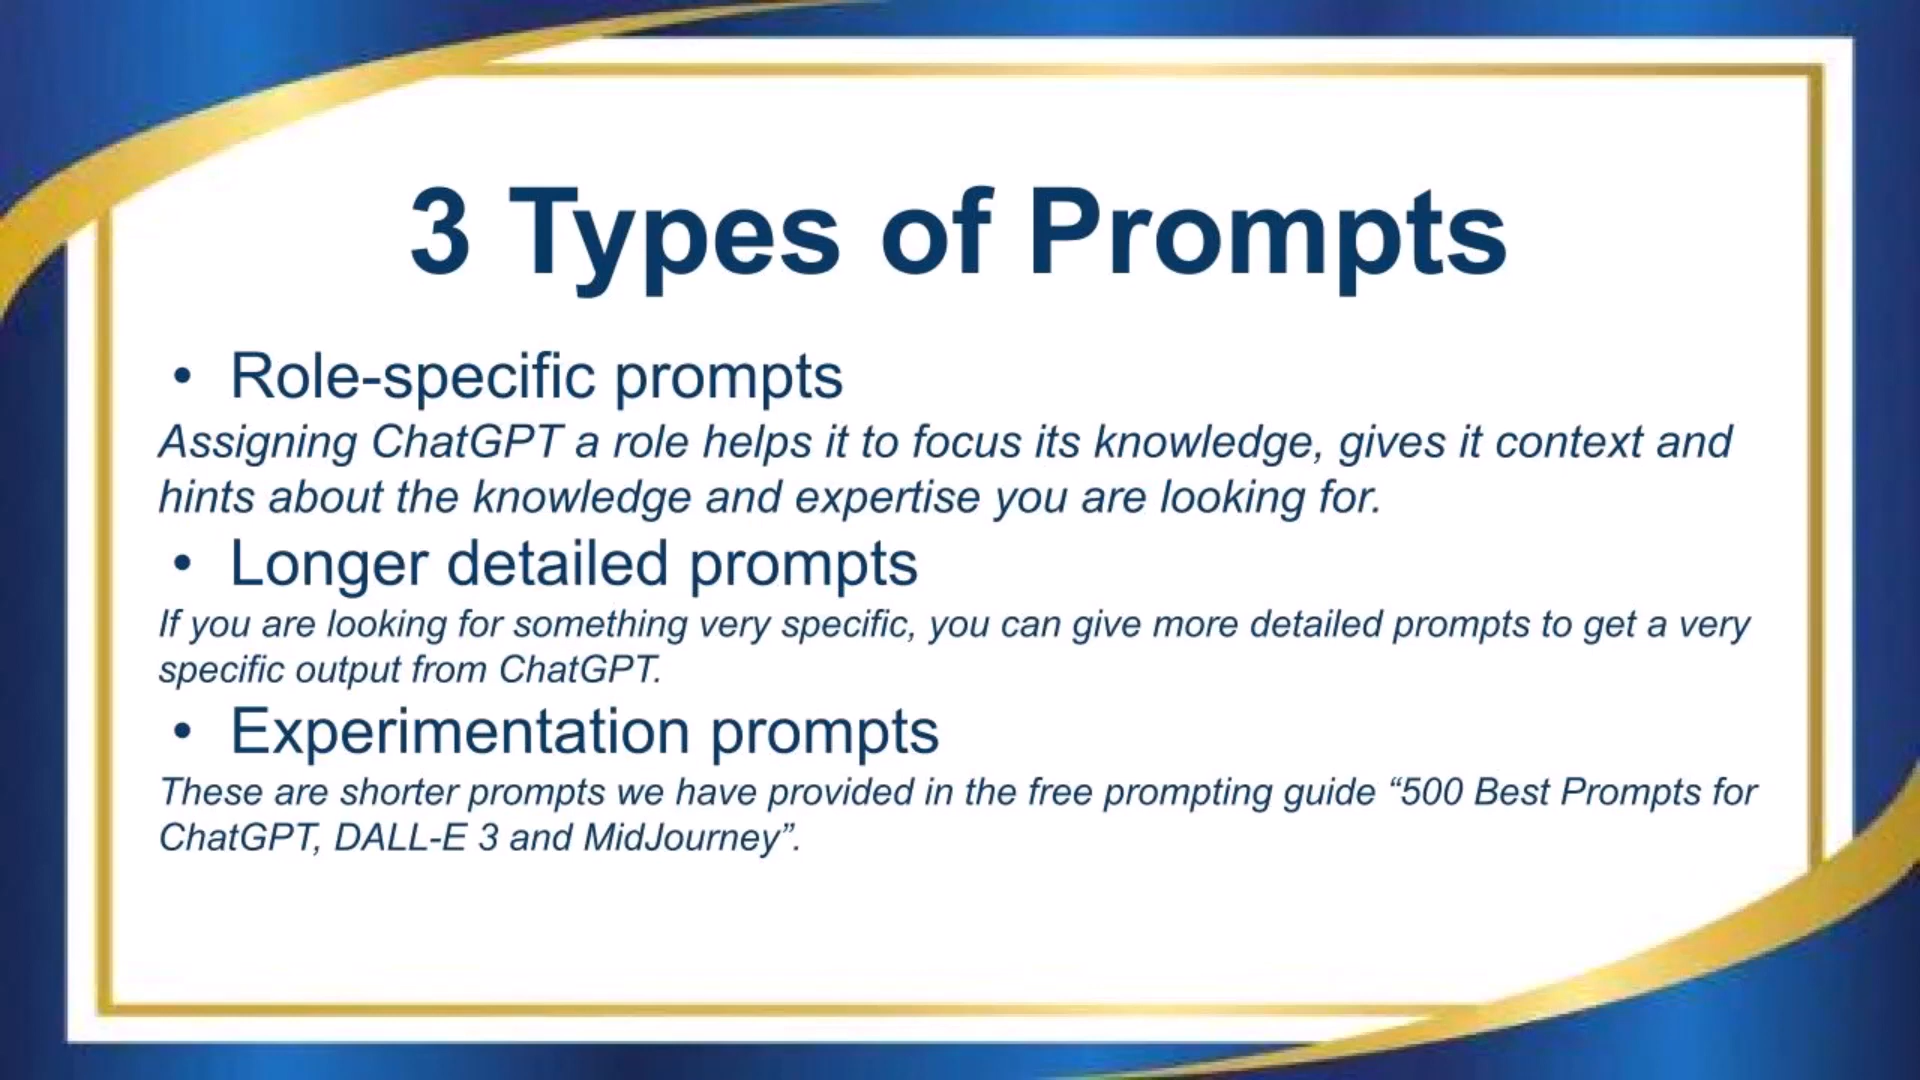 3 Types of Prompts
• Role-specific prompts
Assigning ChatGPT a role helps it to focus its knowledge, gives it context and
hints about the knowledge and expertise you are looking for.
• Longer detailed prompts
If you are looking for something very specific, you can give more detailed prompts to get a very
specific output from ChatGPT.
• Experimentation prompts
These are shorter prompts we have provided in the free prompting guide “500 Best Prompts for
ChatGPT, DALL-E 3 and MidJourney”.